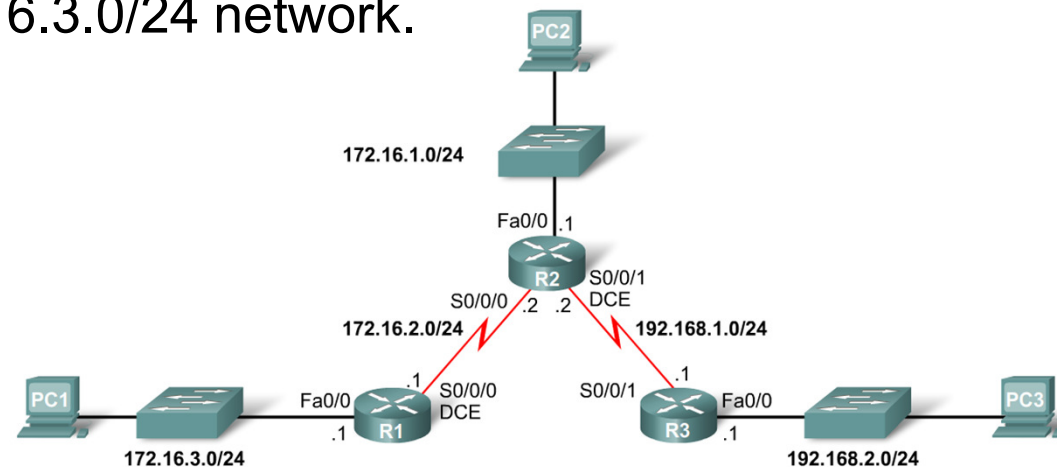 6.3.0/24 network.
PC2
172.16.1.0/24
Fa0/0 .1
R2
S0/0/1
DCE
S0/0/0 .2 .2
172.16.2.0/24
192.168.1.0/24
.1 S0/0/0
DCE
S0/0/1 .1
PC1
Fa0/0
.1
R1
R3
Fa0/0
.1
PC3
172.16.3.0/24
192.168.2.0/24